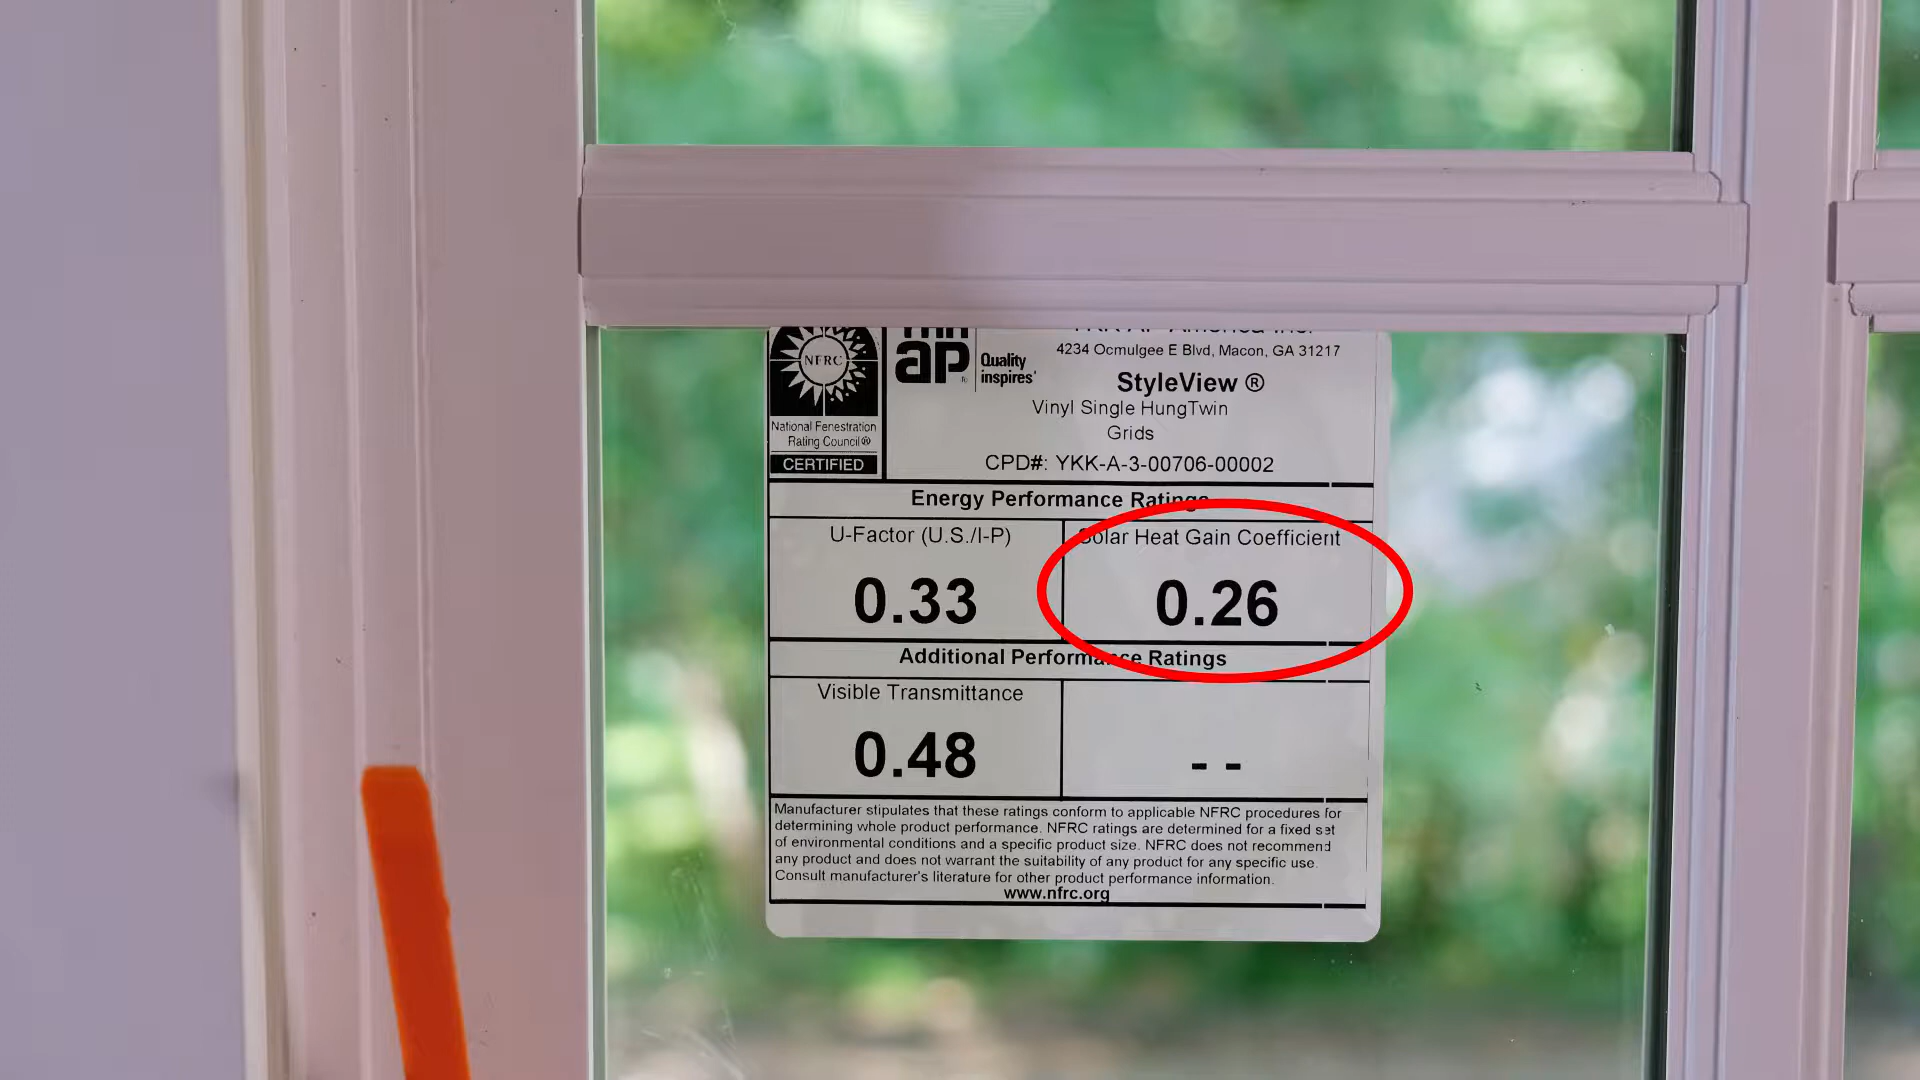 NFRC
National Fenestration
Rating Council®
CERTIFIED
ap
Quality
inspires
4234 Ocmulgee E Blvd, Macon, GA 31217
StyleView ®
Vinyl Single HungTwin
Grids
CPD#: YKK-A-3-00706-00002
Energy Performance Ratings
U-Factor (U.S./I-P)
0.33
Solar Heat Gain Coefficient
0.26
Additional Performance Ratings
Visible Transmittance
0.48
- -
Manufacturer stipulates that these ratings conform to applicable NFRC procedures for
determining whole product performance. NFRC ratings are determined for a fixed set
of environmental conditions and a specific product size. NFRC does not recommend
any product and does not warrant the suitability of any product for any specific use.
Consult manufacturer's literature for other product performance information.
www.nfrc.org